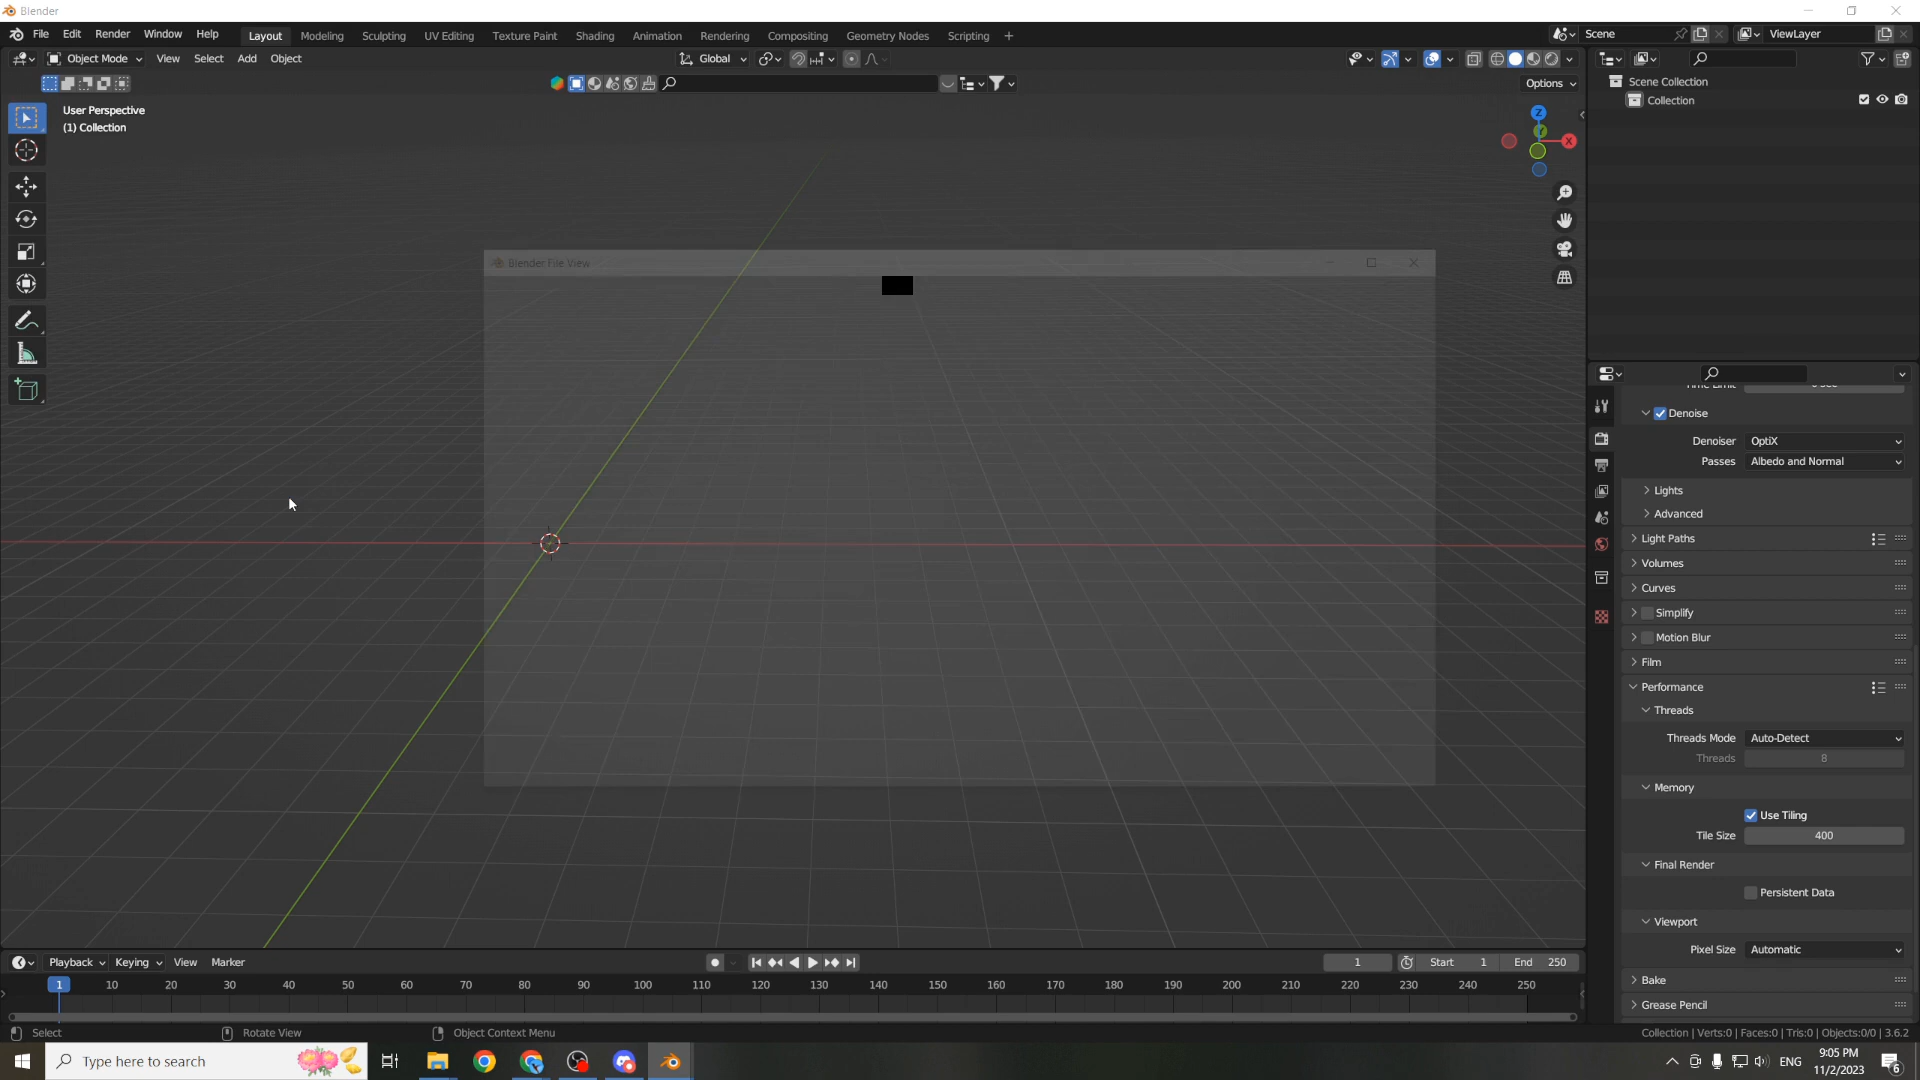 Blender
File Edit Render Window Help Layout Modeling Sculpting UV Editing Texture Paint Shading Animation Rendering Compositing Geometry Nodes Scripting + Scene ViewLayer
Object Mode View Select Add Object Global
Options
User Perspective
(1) Collection
Z
Y
X
Blender File View
Scene Collection
Collection
Denoise
Denoiser OptiX
Passes Albedo and Normal
Lights
Advanced
Light Paths
Volumes
Curves
Simplify
Motion Blur
Film
Performance
Threads
Threads Mode Auto-Detect
Threads 8
Memory
Use Tiling
Tile Size 400
Final Render
Persistent Data
Viewport
Pixel Size Automatic
Bake
Grease Pencil
Playback Keying View Marker 1 Start 1 End 250
1 10 20 30 40 50 60 70 80 90 100 110 120 130 140 150 160 170 180 190 200 210 220 230 240 250
Select Rotate View Object Context Menu Collection | Verts:0 | Faces:0 | Tris:0 | Objects:0/0 | 3.6.2
Type here to search ENG 9:05 PM
11/2/2023 6